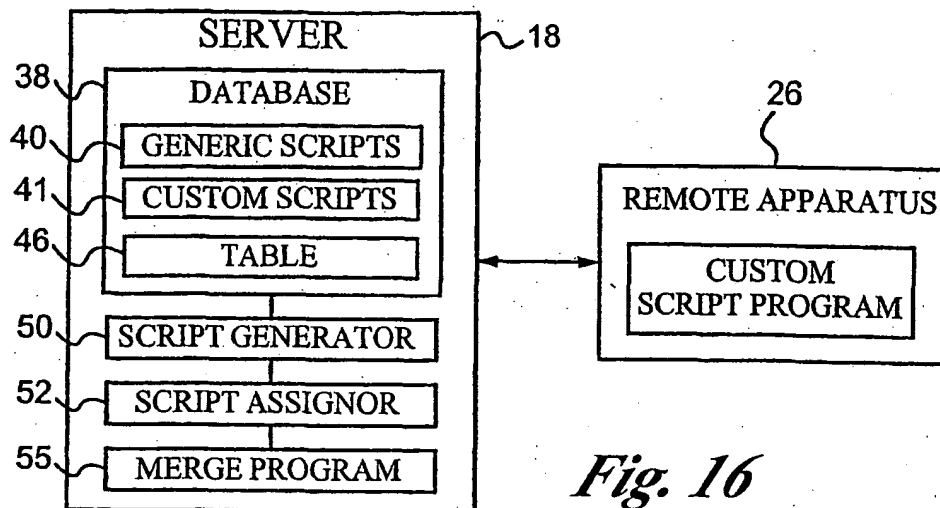 SERVER
18
38
DATABASE
40
GENERIC SCRIPTS
41
CUSTOM SCRIPTS
46
TABLE
50
SCRIPT GENERATOR
52
SCRIPT ASSIGNOR
55
MERGE PROGRAM
26
REMOTE APPARATUS
CUSTOM
SCRIPT PROGRAM
Fig. 16